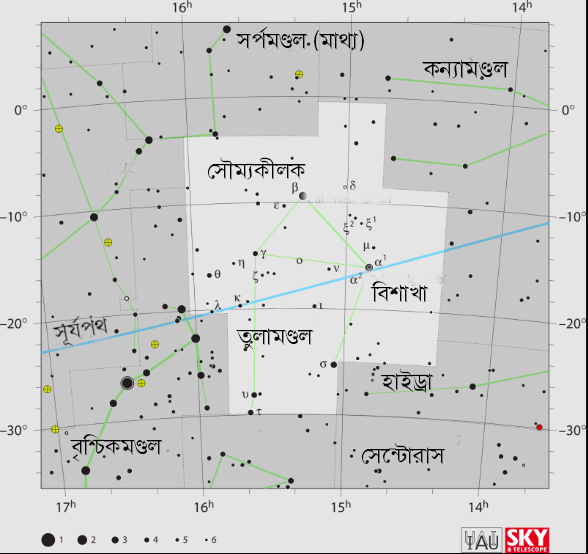 16ʰ 15ʰ 14ʰ
সর্পমণ্ডল (মাথা)
কন্যামণ্ডল
0° 0°
সৌম্যকীলক
β δ
ε
−10° −10°
ξ² ξ¹
μ
γ ο ν α¹
η
θ ζ α²
বিশাখা
κ
λ ι
−20° −20°
সূর্যপথ
তুলামণ্ডল
σ
হাইড্রা
υ
τ
−30° −30°
বৃশ্চিকমণ্ডল
সেন্টোরাস
17ʰ 16ʰ 15ʰ 14ʰ
1 2 3 4 5 6
IAU
SKY
& TELESCOPE